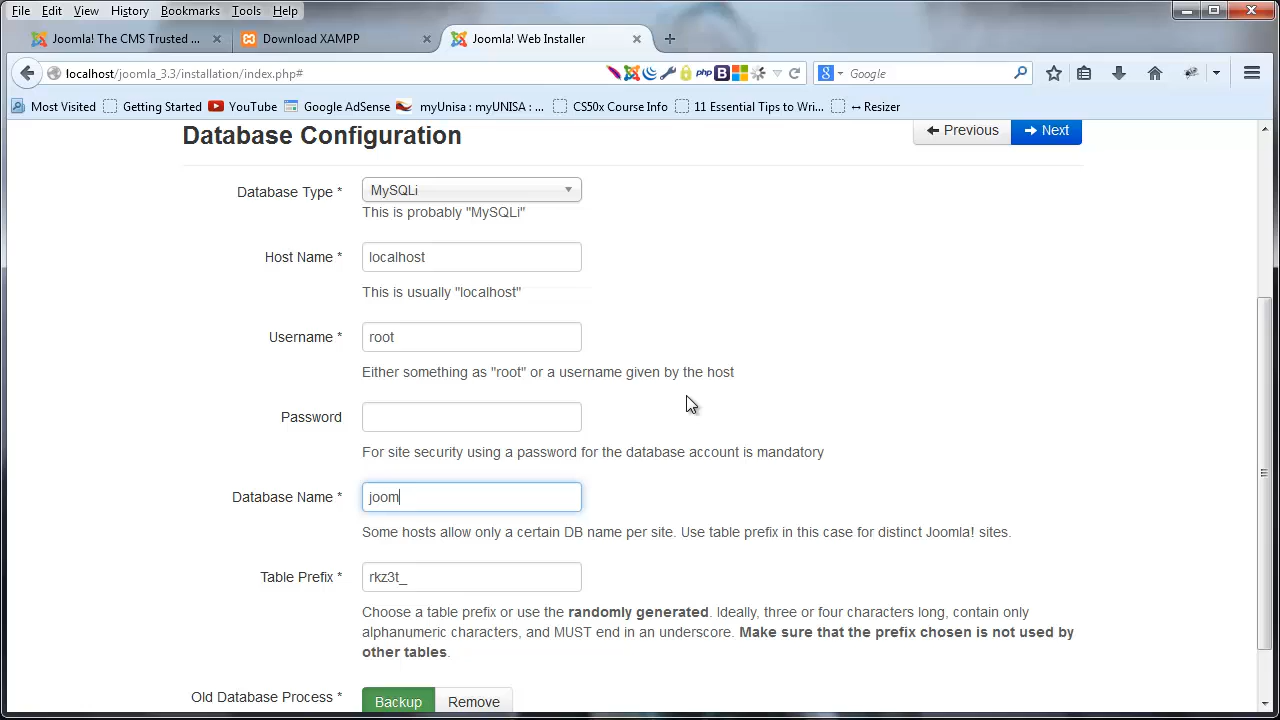 File Edit View History Bookmarks Tools Help
Joomla! The CMS Trusted ... Download XAMPP Joomla! Web Installer
localhost/joomla_3.3/installation/index.php# php B Google
Most Visited Getting Started YouTube Google AdSense myUnisa : myUNISA : ... CS50x Course Info 11 Essential Tips to Wri... ↔ Resizer
Database Configuration Previous Next
Database Type * MySQLi
This is probably "MySQLi"
Host Name * localhost
This is usually "localhost"
Username * root
Either something as "root" or a username given by the host
Password
For site security using a password for the database account is mandatory
Database Name * joom
Some hosts allow only a certain DB name per site. Use table prefix in this case for distinct Joomla! sites.
Table Prefix * rkz3t_
Choose a table prefix or use the randomly generated. Ideally, three or four characters long, contain only
alphanumeric characters, and MUST end in an underscore. Make sure that the prefix chosen is not used by
other tables.
Old Database Process * Backup Remove